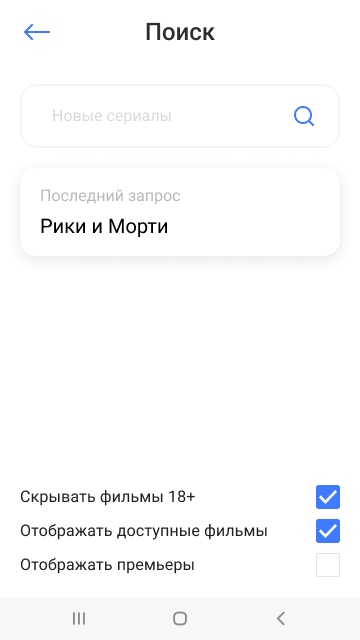 Поиск
Новые сериалы
Последний запрос
Рики и Морти
Скрывать фильмы 18+
Отображать доступные фильмы
Отображать премьеры